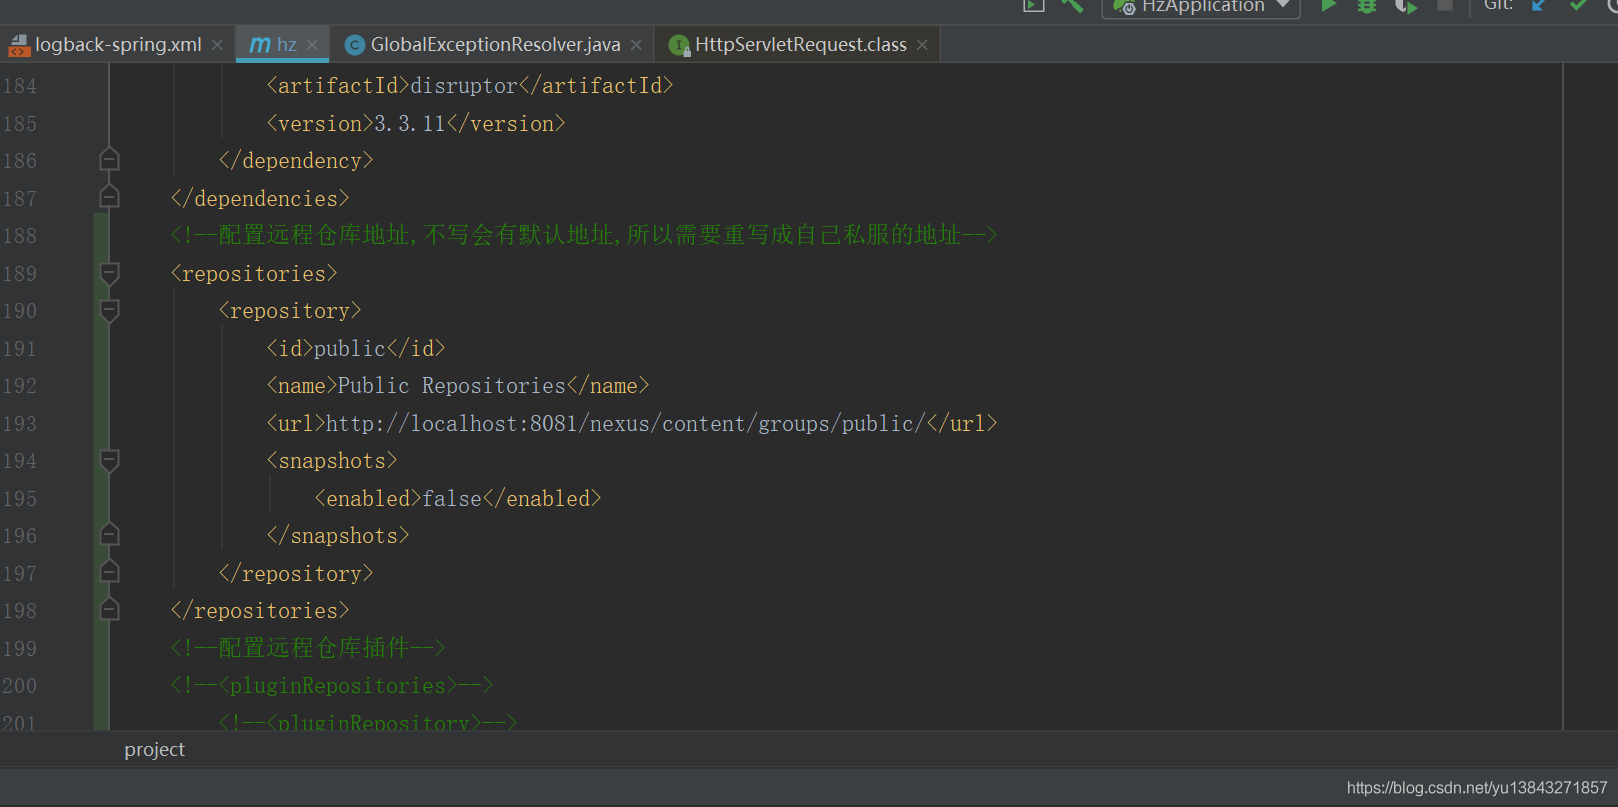 HzApplication Git:
logback-spring.xml hz GlobalExceptionResolver.java HttpServletRequest.class
184 <artifactId>disruptor</artifactId>
185 <version>3.3.11</version>
186 </dependency>
187 </dependencies>
188 <!--配置远程仓库地址,不写会有默认地址,所以需要重写成自己私服的地址-->
189 <repositories>
190 <repository>
191 <id>public</id>
192 <name>Public Repositories</name>
193 <url>http://localhost:8081/nexus/content/groups/public/</url>
194 <snapshots>
195 <enabled>false</enabled>
196 </snapshots>
197 </repository>
198 </repositories>
199 <!--配置远程仓库插件-->
200 <!--<pluginRepositories>-->
201 <!--<pluginRepository>-->
project
https://blog.csdn.net/yu13843271857